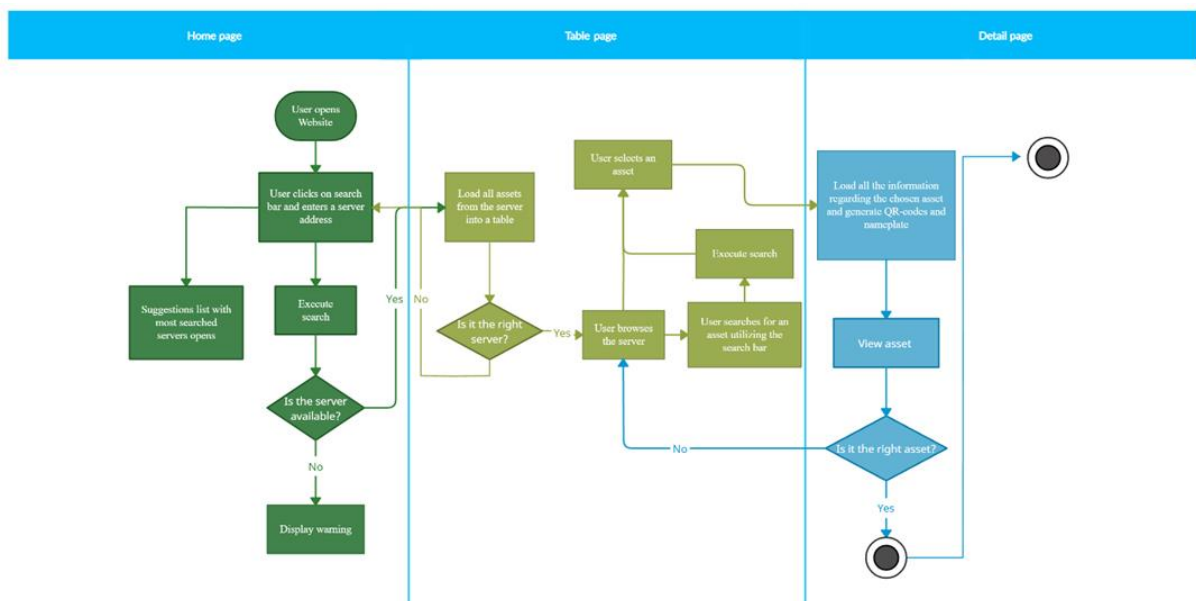 Home page
Table page
Detail page
User opens
Website
User clicks on search
bar and enters a server
address
Suggestions list with
most searched
servers opens
Execute
search
Is the server
available?
Yes
No
Display warning
Load all assets
from the server
into a table
No
Is it the right
server?
Yes
User browses
the server
User searches for an
asset utilizing the
search bar
Execute search
User selects an
asset
Load all the information
regarding the chosen asset
and generate QR-codes and
nameplate
View asset
Is it the right asset?
No
Yes